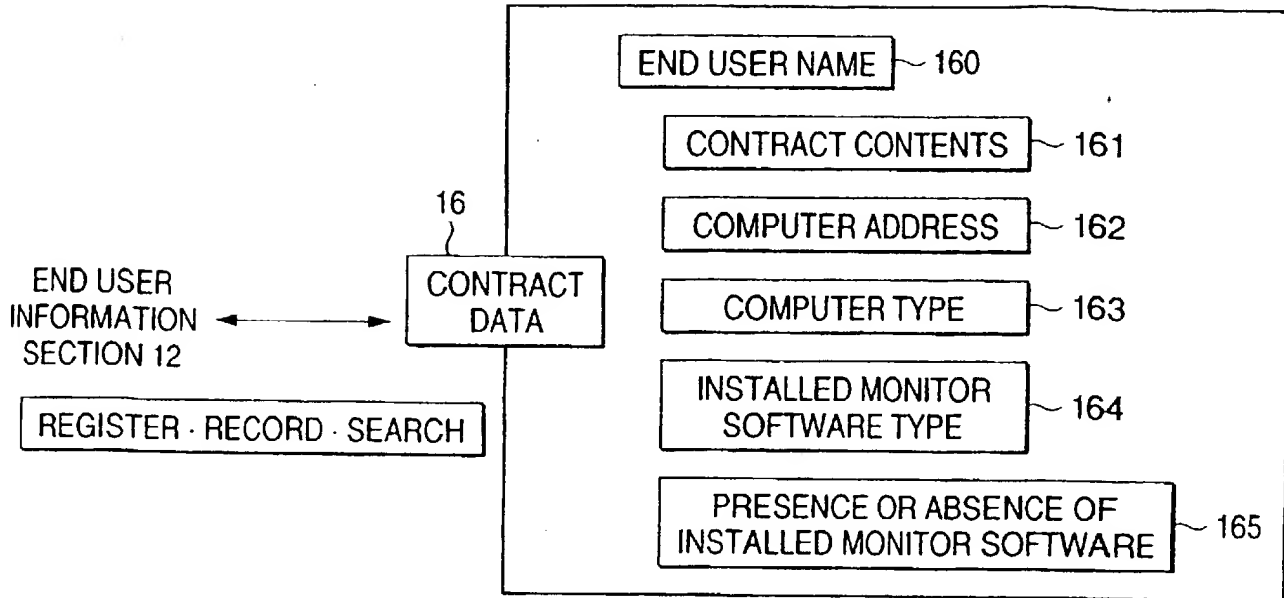 END USER NAME 160
CONTRACT CONTENTS 161
COMPUTER ADDRESS 162
COMPUTER TYPE 163
INSTALLED MONITOR
SOFTWARE TYPE 164
PRESENCE OR ABSENCE OF
INSTALLED MONITOR SOFTWARE 165
16
CONTRACT
DATA
END USER
INFORMATION
SECTION 12
REGISTER · RECORD · SEARCH